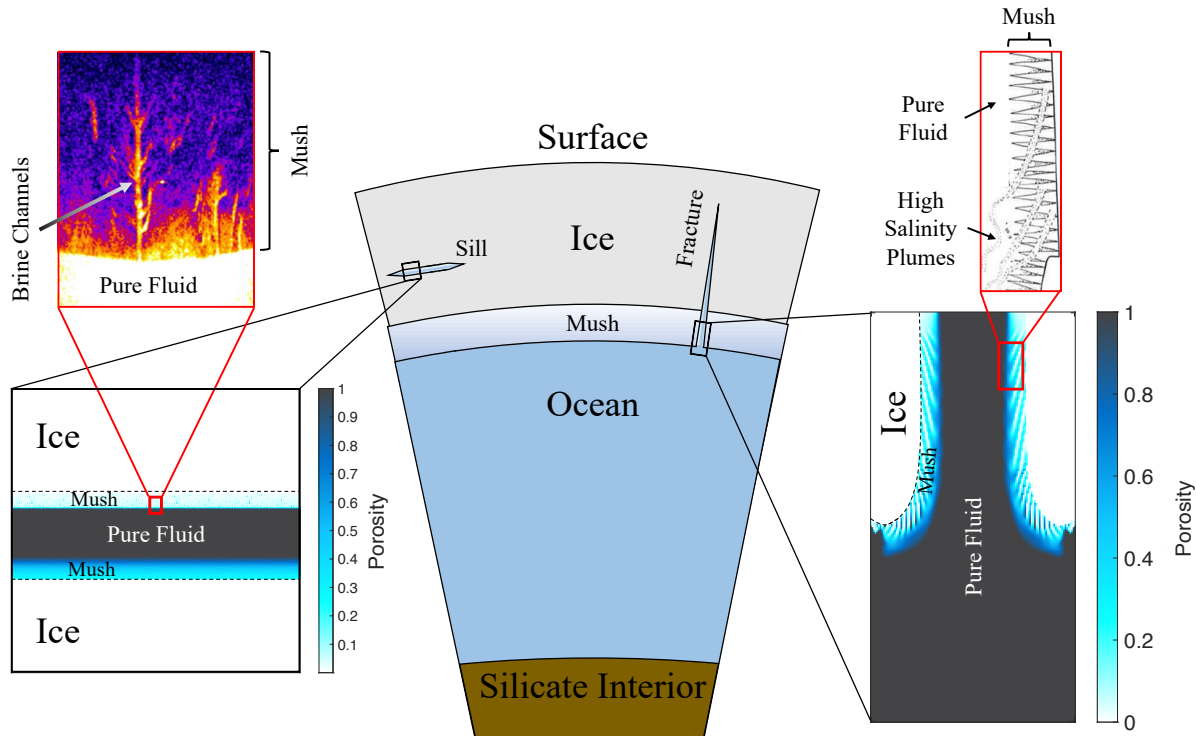 Mush
Brine Channels
Pure Fluid
Mush
Pure
Fluid
High
Salinity
Plumes
Surface
Ice
Sill
Fracture
Mush
Ocean
Silicate Interior
Ice
Mush
Pure Fluid
Mush
Ice
1
0.9
0.8
0.7
0.6
0.5
0.4
0.3
0.2
0.1
Porosity
Ice
Mush
Pure Fluid
1
0.8
0.6
0.4
0.2
0
Porosity